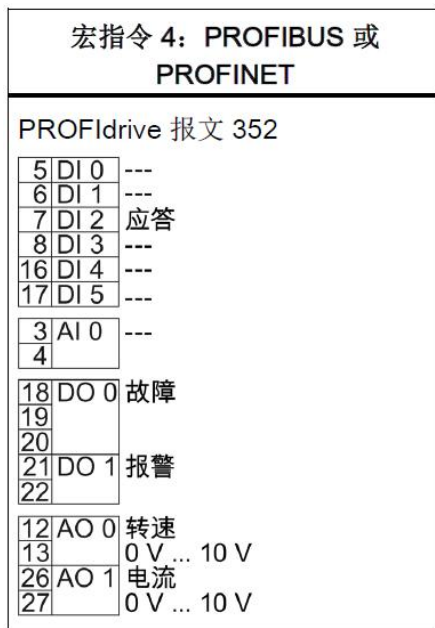 宏指令 4：PROFIBUS 或
PROFINET
PROFIdrive 报文 352
5 DI 0 ---
6 DI 1 ---
7 DI 2 应答
8 DI 3 ---
16 DI 4 ---
17 DI 5 ---
3 AI 0 ---
4
18 DO 0 故障
19
20
21 DO 1 报警
22
12 AO 0 转速
13 0 V ... 10 V
26 AO 1 电流
27 0 V ... 10 V